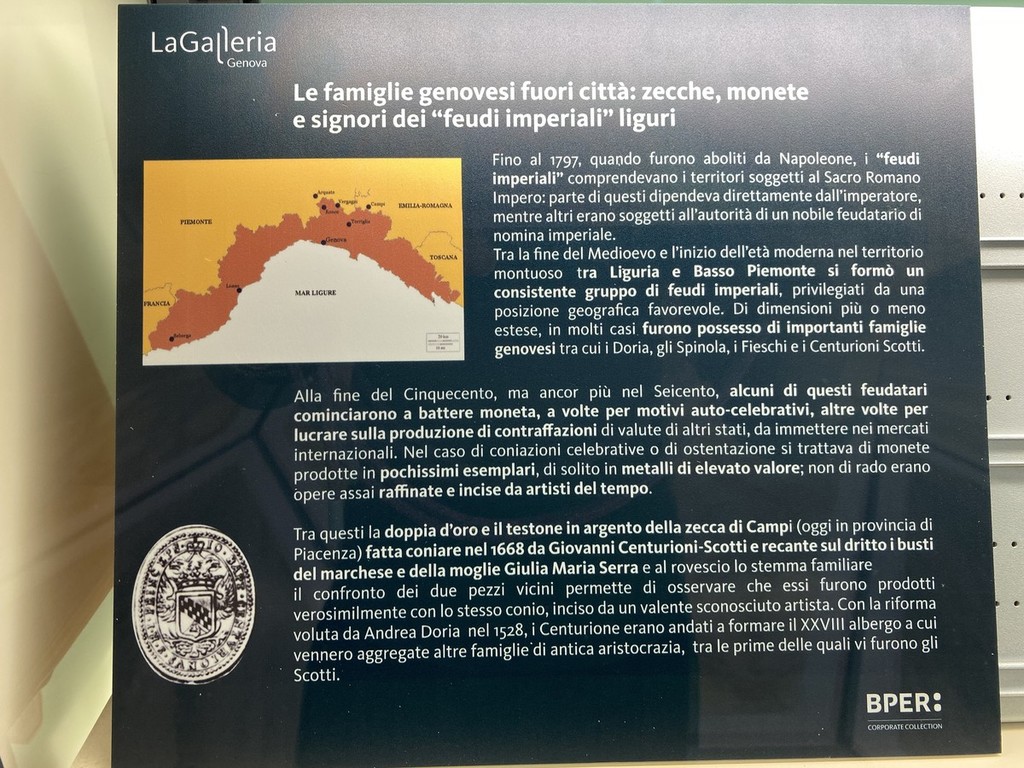 LaGalleria
Genova
Le famiglie genovesi fuori città: zecche, monete
e signori dei “feudi imperiali” liguri
Fino al 1797, quando furono aboliti da Napoleone, i “feudi
imperiali” comprendevano i territori soggetti al Sacro Romano
Impero: parte di questi dipendeva direttamente dall’imperatore,
mentre altri erano soggetti all’autorità di un nobile feudatario di
nomina imperiale.
Tra la fine del Medioevo e l’inizio dell’età moderna nel territorio
montuoso tra Liguria e Basso Piemonte si formò un
consistente gruppo di feudi imperiali, privilegiati da una
posizione geografica favorevole. Di dimensioni più o meno
estese, in molti casi furono possesso di importanti famiglie
genovesi tra cui i Doria, gli Spinola, i Fieschi e i Centurioni Scotti.
Arquata
Vergagni
Campi
Ronco
Torriglia
PIEMONTE
EMILIA-ROMAGNA
Genova
TOSCANA
Loano
MAR LIGURE
FRANCIA
Alla fine del Cinquecento, ma ancor più nel Seicento, alcuni di questi feudatari
cominciarono a battere moneta, a volte per motivi auto-celebrativi, altre volte per
lucrare sulla produzione di contraffazioni di valute di altri stati, da immettere nei mercati
internazionali. Nel caso di coniazioni celebrative o di ostentazione si trattava di monete
prodotte in pochissimi esemplari, di solito in metalli di elevato valore; non di rado erano
opere assai raffinate e incise da artisti del tempo.
Tra questi la doppia d’oro e il testone in argento della zecca di Campi (oggi in provincia di
Piacenza) fatta coniare nel 1668 da Giovanni Centurioni-Scotti e recante sul dritto i busti
del marchese e della moglie Giulia Maria Serra e al rovescio lo stemma familiare
il confronto dei due pezzi vicini permette di osservare che essi furono prodotti
verosimilmente con lo stesso conio, inciso da un valente sconosciuto artista. Con la riforma
voluta da Andrea Doria nel 1528, i Centurione erano andati a formare il XXVIII albergo a cui
vennero aggregate altre famiglie di antica aristocrazia, tra le prime delle quali vi furono gli
Scotti.
BPER:
CORPORATE COLLECTION